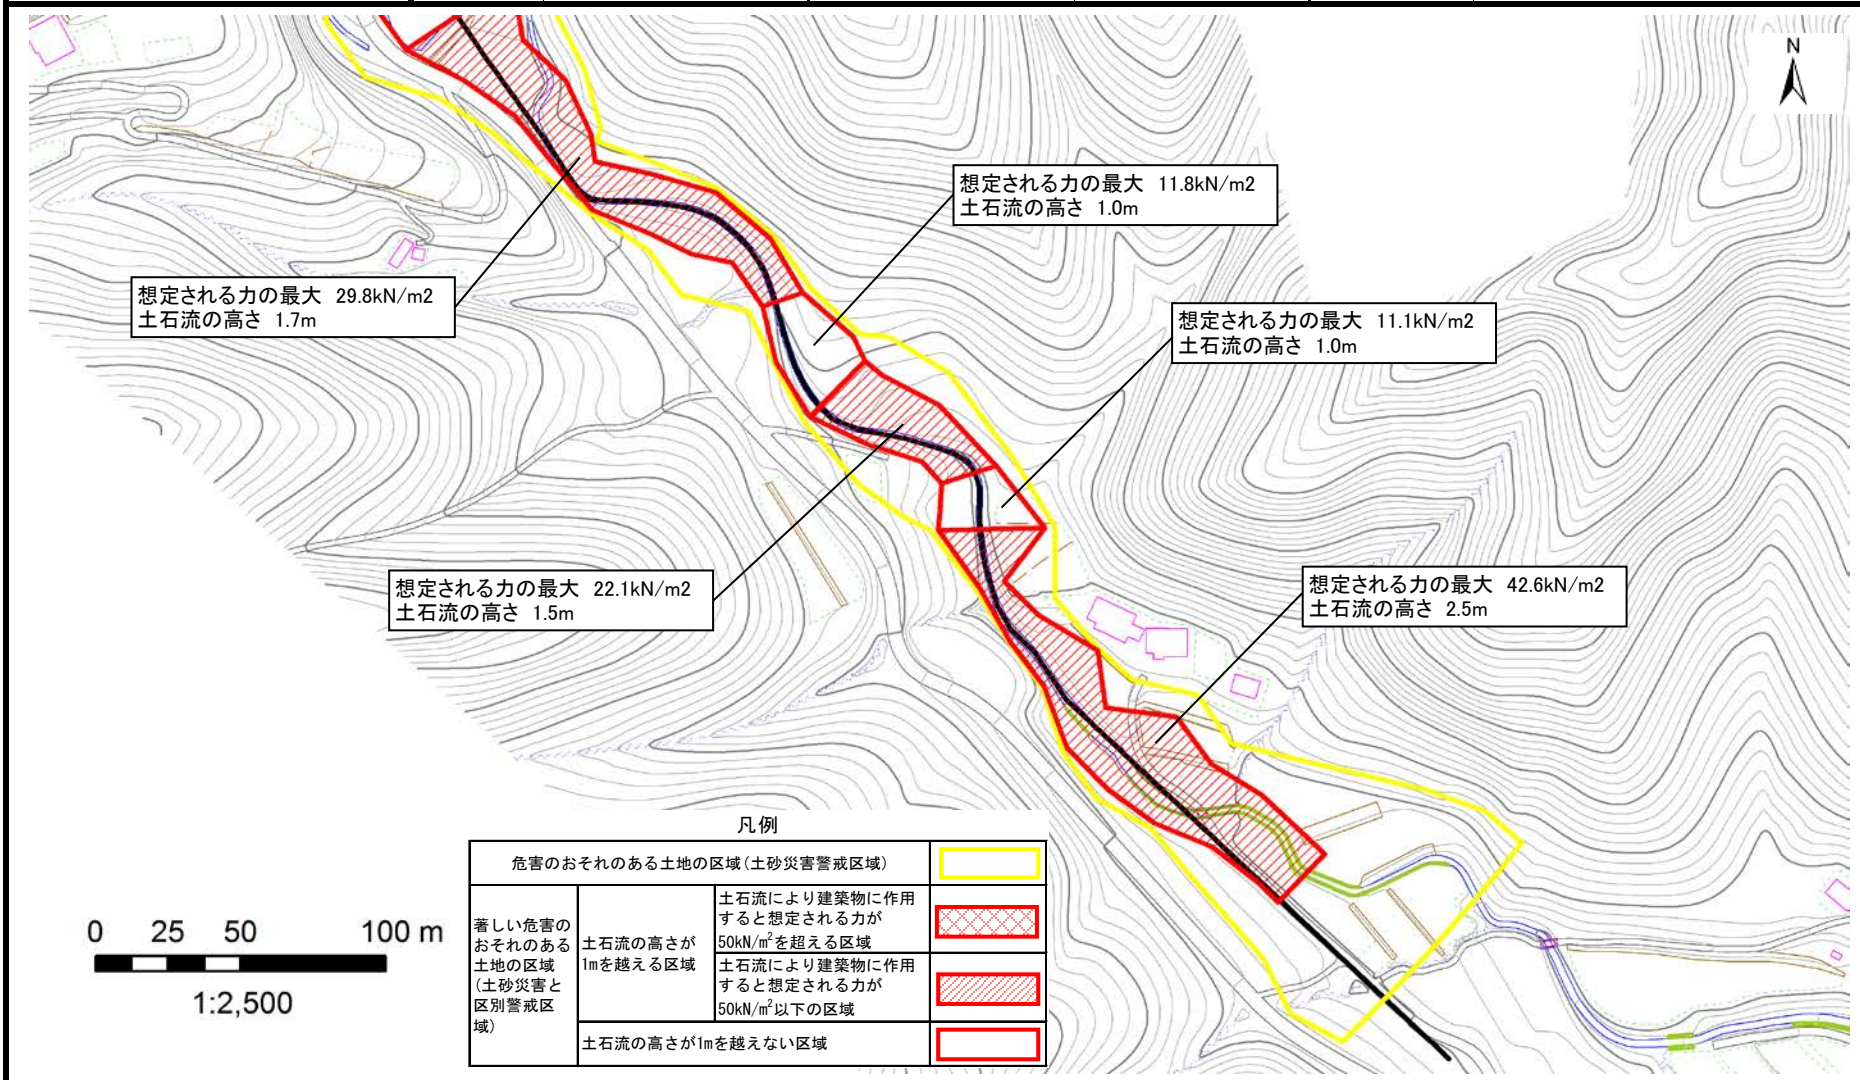 N
想定される力の最大 11.8kN/m2
土石流の高さ 1.0m
想定される力の最大 29.8kN/m2
土石流の高さ 1.7m
想定される力の最大 11.1kN/m2
土石流の高さ 1.0m
想定される力の最大 22.1kN/m2
土石流の高さ 1.5m
想定される力の最大 42.6kN/m2
土石流の高さ 2.5m
凡例
危害のおそれのある土地の区域(土砂災害警戒区域)
著しい危害の
おそれのある
土地の区域
(土砂災害と
区別警戒区
域)
土石流の高さが
1mを越える区域
土石流により建築物に作用
すると想定される力が
50kN/m²を超える区域
土石流により建築物に作用
すると想定される力が
50kN/m²以下の区域
土石流の高さが1mを越えない区域
0 25 50 100 m
1:2,500